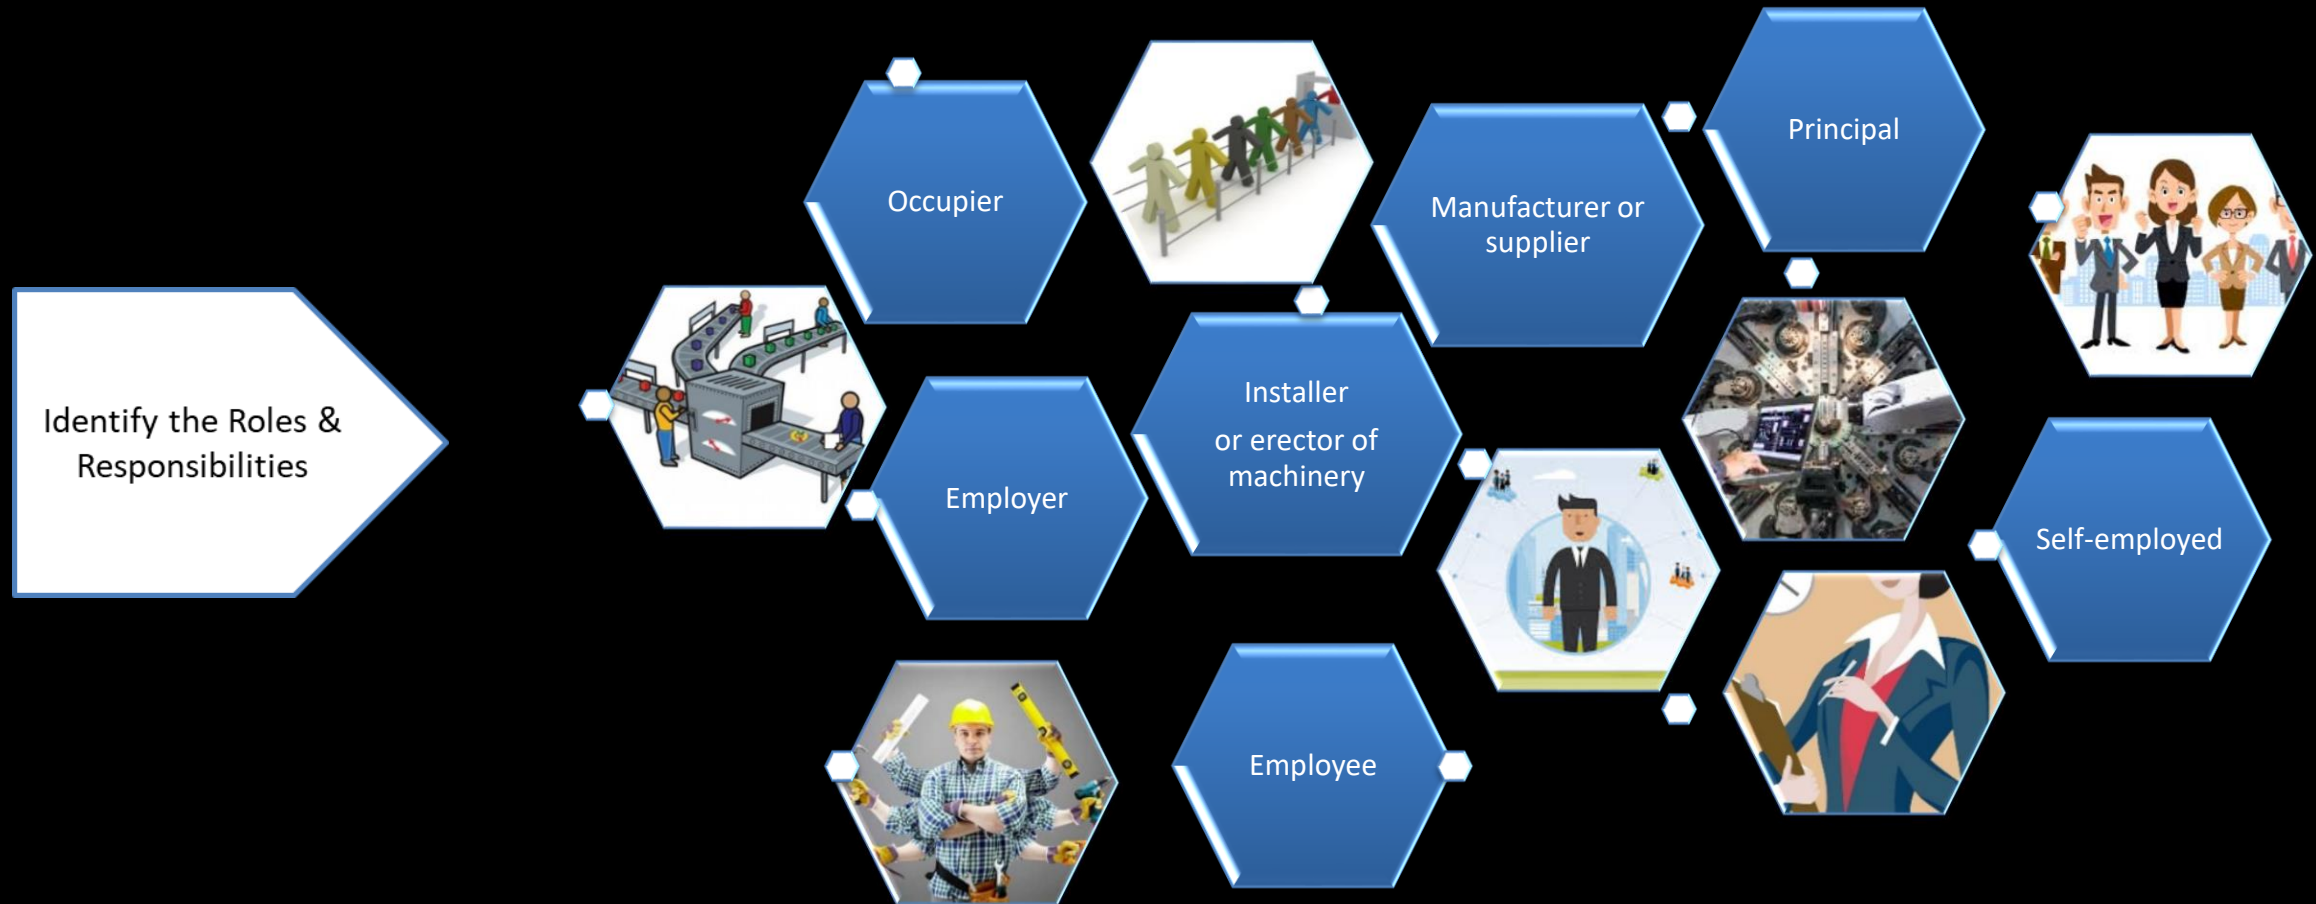 Identify the Roles &
Responsibilities
Occupier
Manufacturer or
supplier
Principal
Employer
Installer
or erector of
machinery
Self-employed
Employee